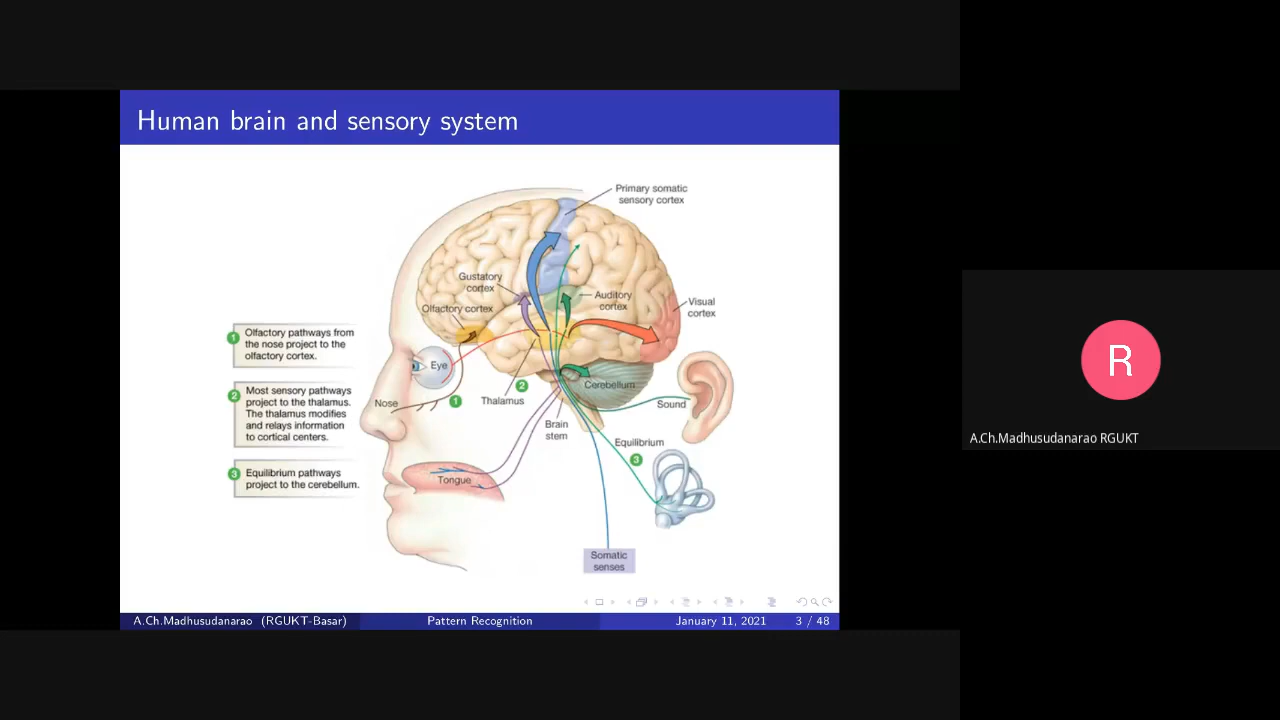 Human brain and sensory system
Primary somatic
sensory cortex
Gustatory
cortex
Olfactory cortex
Auditory
cortex
Visual
cortex
1
Olfactory pathways from
the nose project to the
olfactory cortex.
2
Most sensory pathways
project to the thalamus.
The thalamus modifies
and relays information
to cortical centers.
3
Equilibrium pathways
project to the cerebellum.
Eye
Nose
1
2
Thalamus
Cerebellum
Brain
stem
Sound
Equilibrium
3
Tongue
Somatic
senses
A.Ch.Madhusudanarao (RGUKT-Basar)
Pattern Recognition
January 11, 2021
3 / 48
R
A.Ch.Madhusudanarao RGUKT